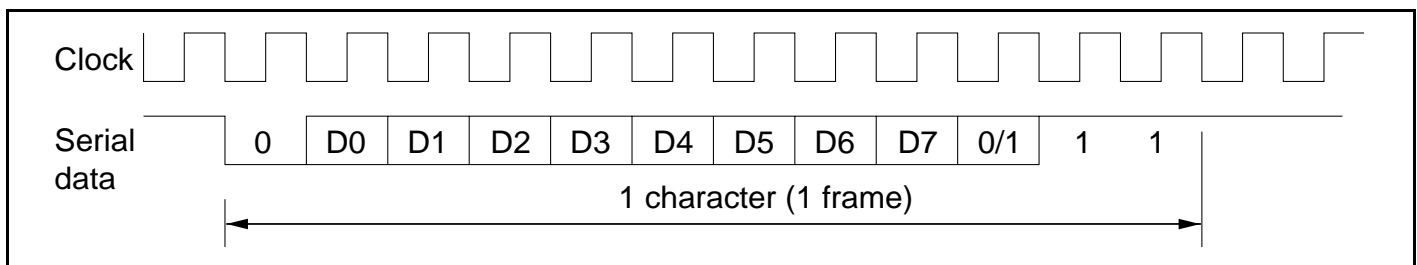 Clock
Serial
data
0 D0 D1 D2 D3 D4 D5 D6 D7 0/1 1 1
1 character (1 frame)